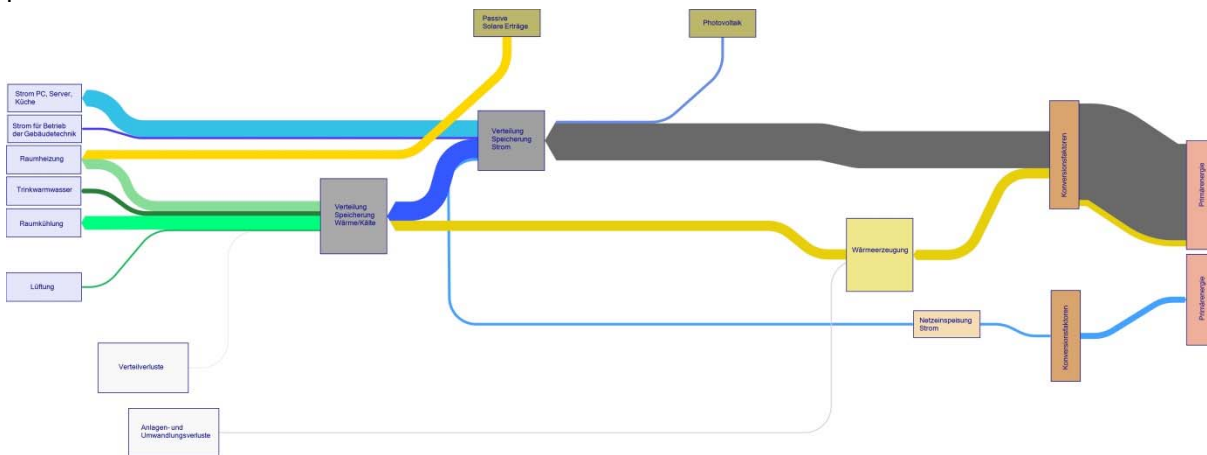 Passiva
Solare Erträge
Photovoltaik
Strom PC, Server,
Küche
Strom für Betrieb
der Gebäudetechnik
Raumheizung
Trinkwarmwasser
Raumkühlung
Lüftung
Verteilung
Speicherung
Strom
Verteilung
Speicherung
Wärme/Kälte
Wärmeerzeugung
Konversionsfaktoren
Primärenergie
Netzeinspeisung
Strom
Konversionsfaktoren
Primärenergie
Verteilverluste
Anlagen- und
Umwandlungsverluste